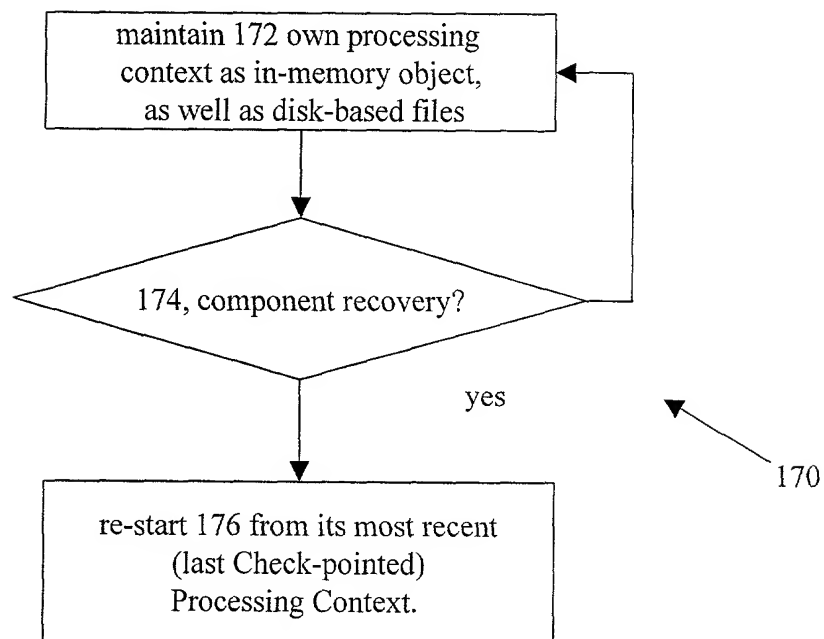 maintain 172 own processing
context as in-memory object,
as well as disk-based files
174, component recovery?
yes
170
re-start 176 from its most recent
(last Check-pointed)
Processing Context.